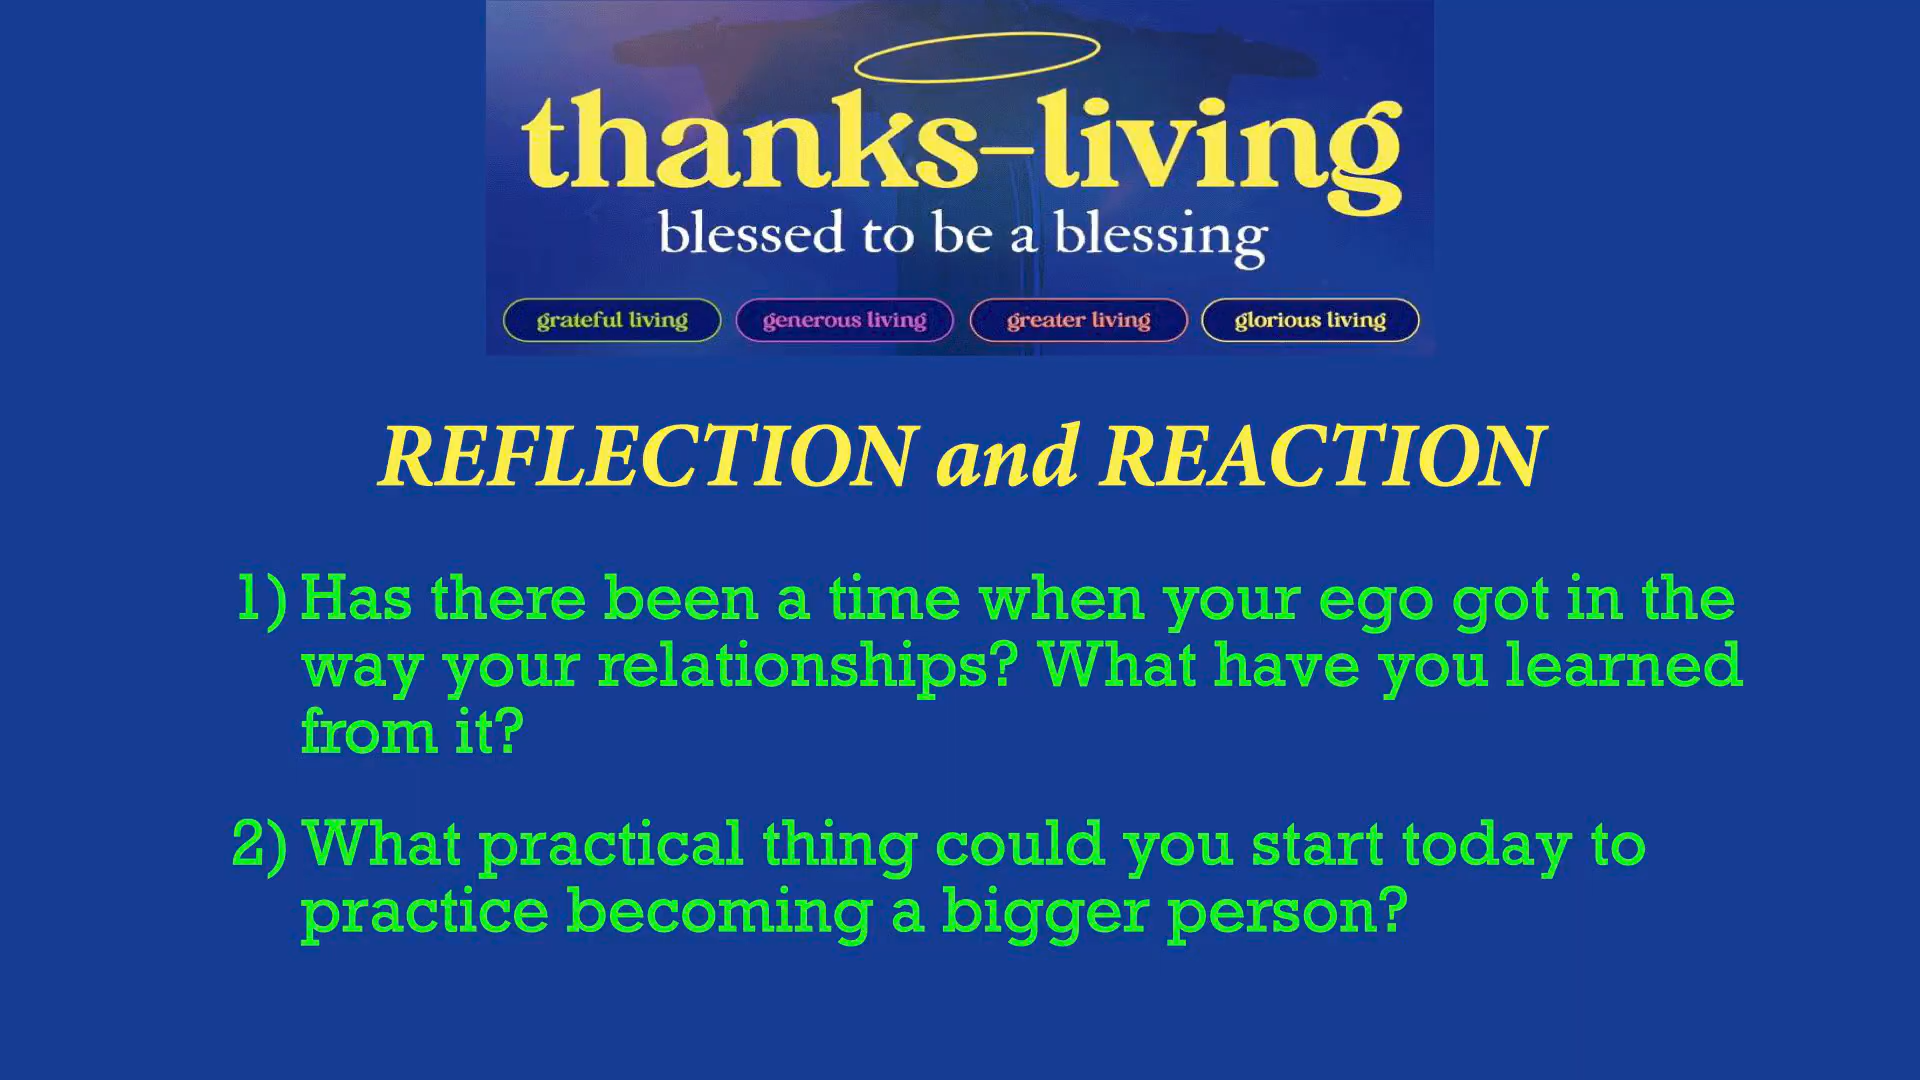 thanks-living
blessed to be a blessing
grateful living
generous living
greater living
glorious living
REFLECTION and REACTION
1) Has there been a time when your ego got in the
way your relationships? What have you learned
from it?
2) What practical thing could you start today to
practice becoming a bigger person?